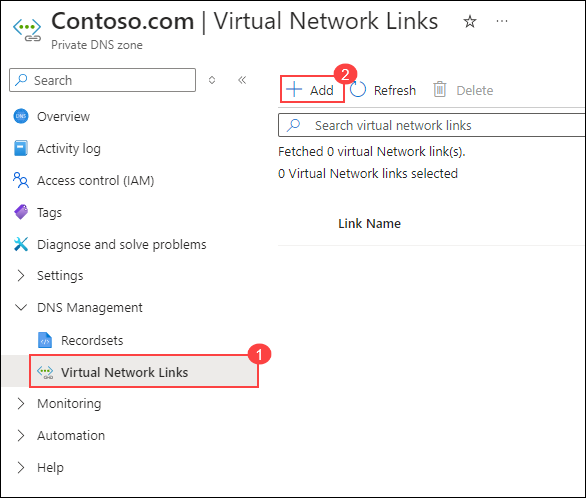 Contoso.com | Virtual Network Links
Private DNS zone
Search
Overview
Activity log
Access control (IAM)
Tags
Diagnose and solve problems
Settings
DNS Management
Recordsets
1
Virtual Network Links
Monitoring
Automation
Help
2
Add Refresh Delete
Search virtual network links
Fetched 0 virtual Network link(s).
0 Virtual Network links selected
Link Name